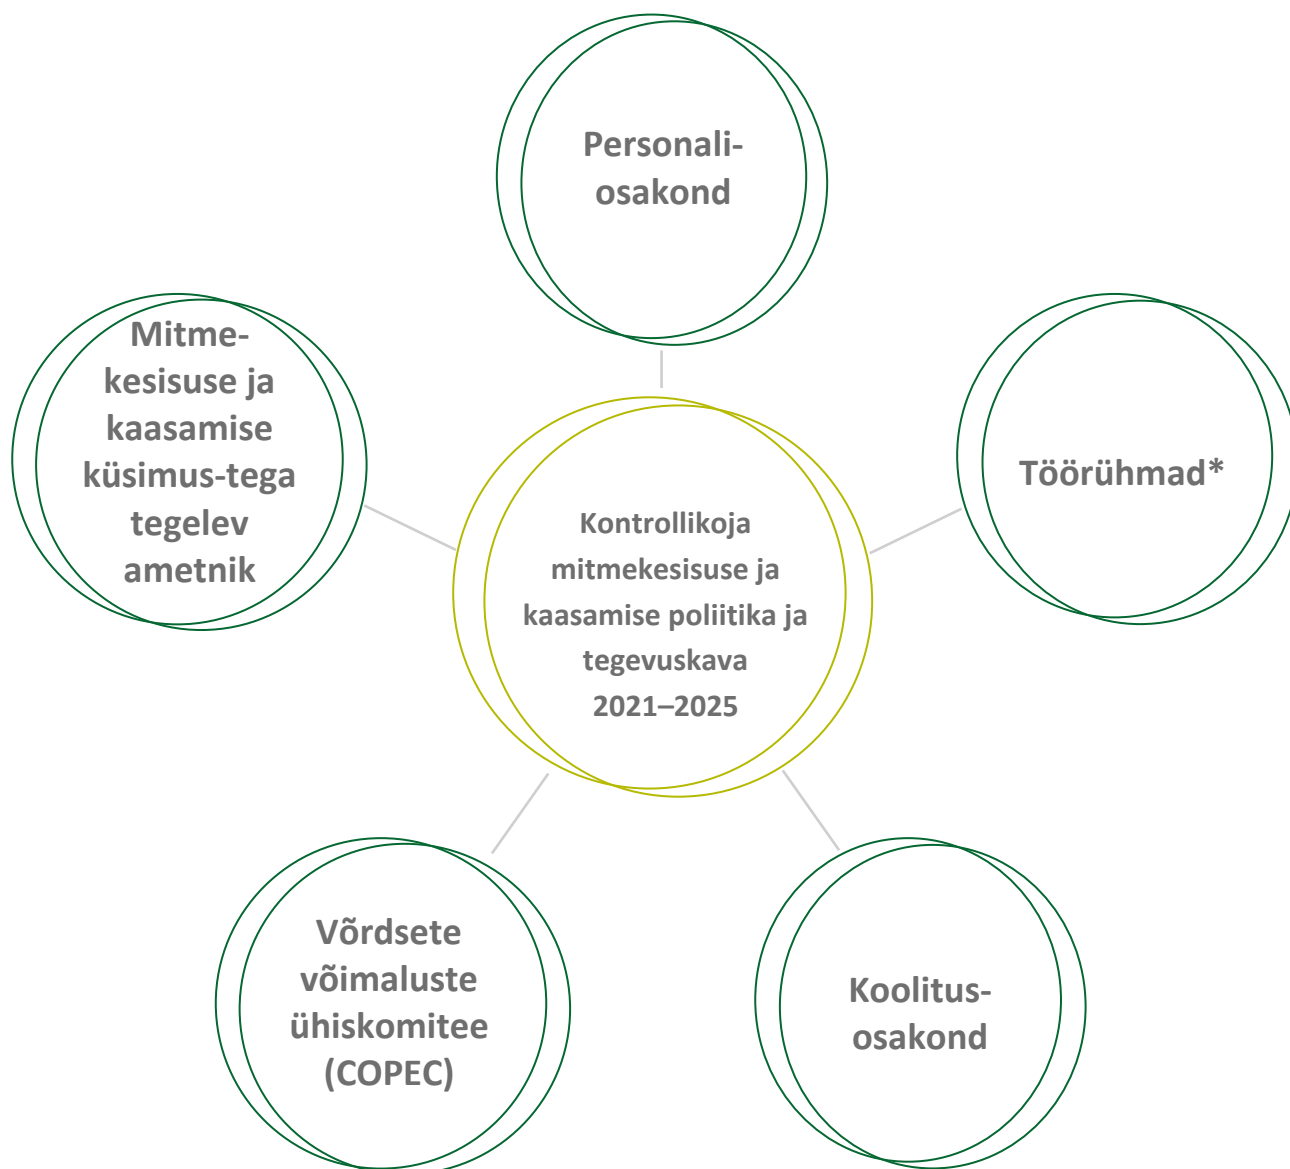 Personali-
osakond
Mitme-
kesisuse ja
kaasamise
küsimus-tega
tegelev
ametnik
Töörühmad*
Kontrollikoja
mitmekesisuse ja
kaasamise poliitika ja
tegevuskava
2021–2025
Võrdsete
võimaluste
ühiskomitee
(COPEC)
Koolitus-
osakond